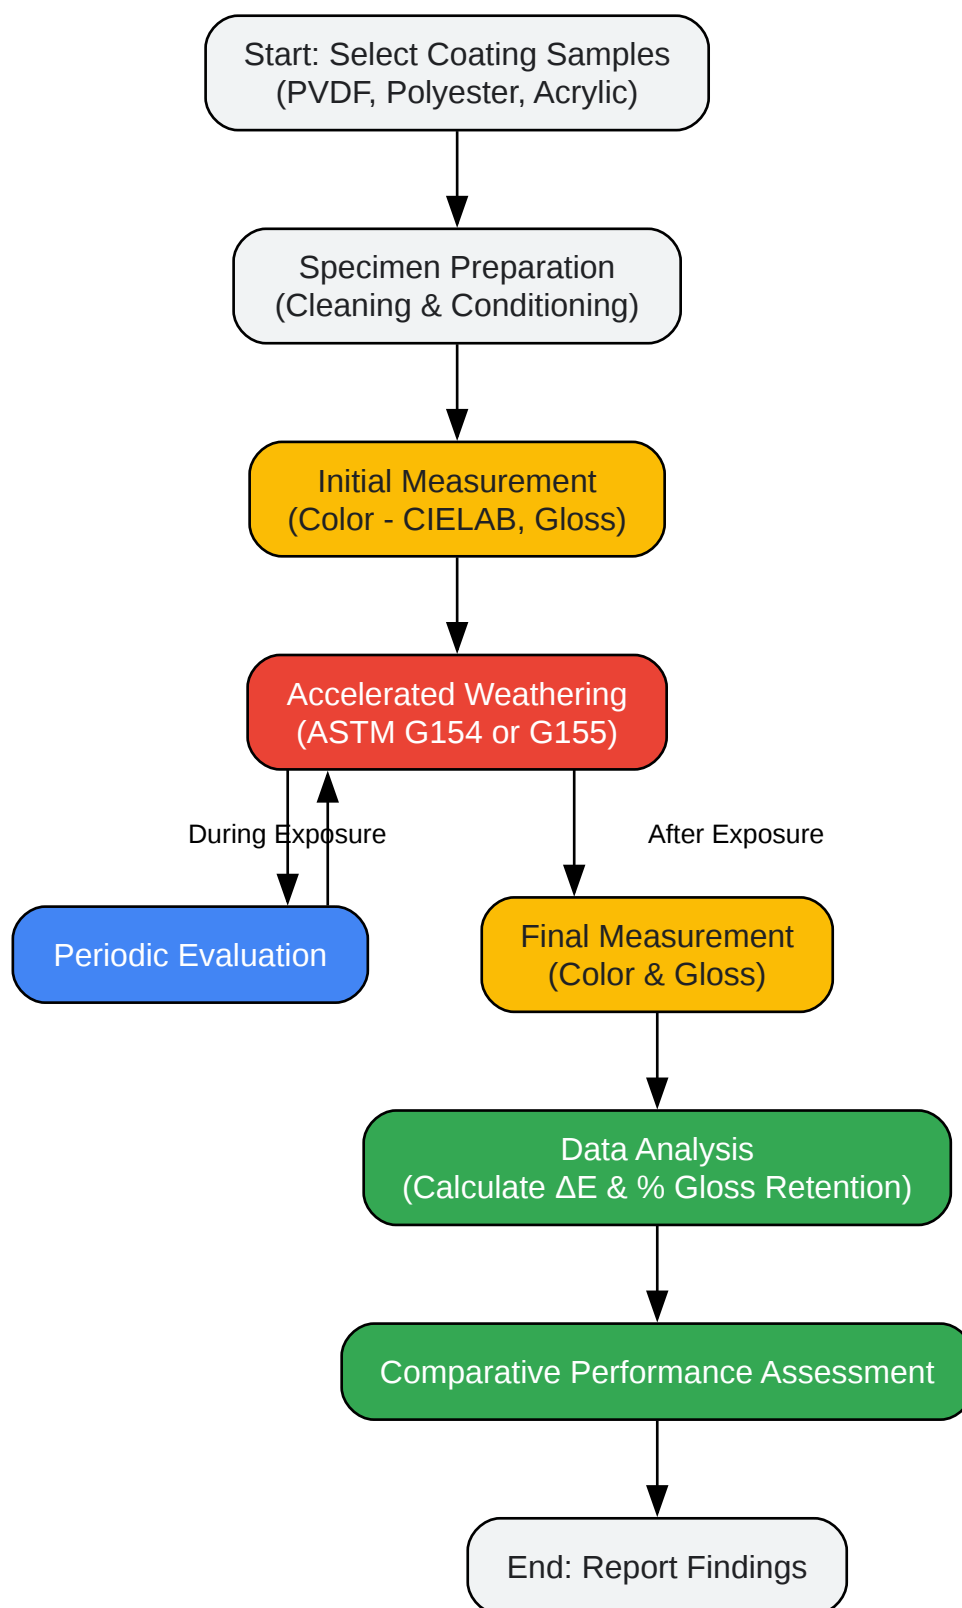 Start: Select Coating Samples
(PVDF, Polyester, Acrylic)
Specimen Preparation
(Cleaning & Conditioning)
Initial Measurement
(Color - CIELAB, Gloss)
Accelerated Weathering
(ASTM G154 or G155)
During Exposure
After Exposure
Periodic Evaluation
Final Measurement
(Color & Gloss)
Data Analysis
(Calculate ΔE & % Gloss Retention)
Comparative Performance Assessment
End: Report Findings